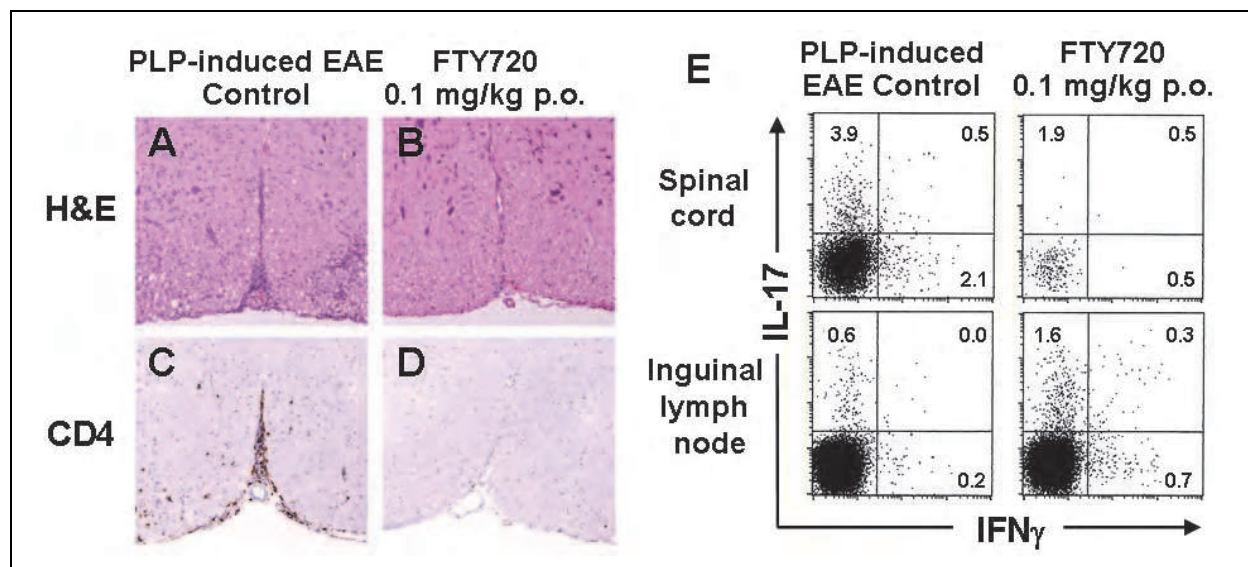 PLP-induced EAE
Control
FTY720
0.1 mg/kg p.o.
H&E
A
B
CD4
C
D
E
PLP-induced
EAE Control
FTY720
0.1 mg/kg p.o.
Spinal
cord
3.9
0.5
2.1
1.9
0.5
0.5
IL-17
Inguinal
lymph
node
0.6
0.0
0.2
1.6
0.3
0.7
IFNγ